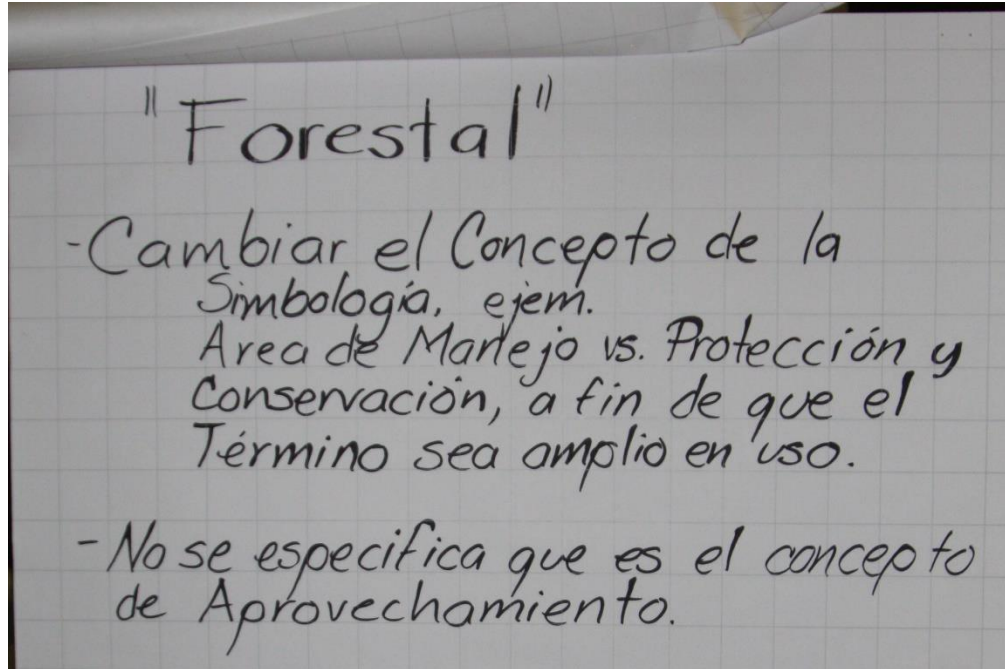 "Forestal"
- Cambiar el Concepto de la
Simbología, ejem.
Area de Manejo vs. Protección y
Conservación, a fin de que el
Término sea amplio en uso.
- No se especifica que es el concepto
de Aprovechamiento.